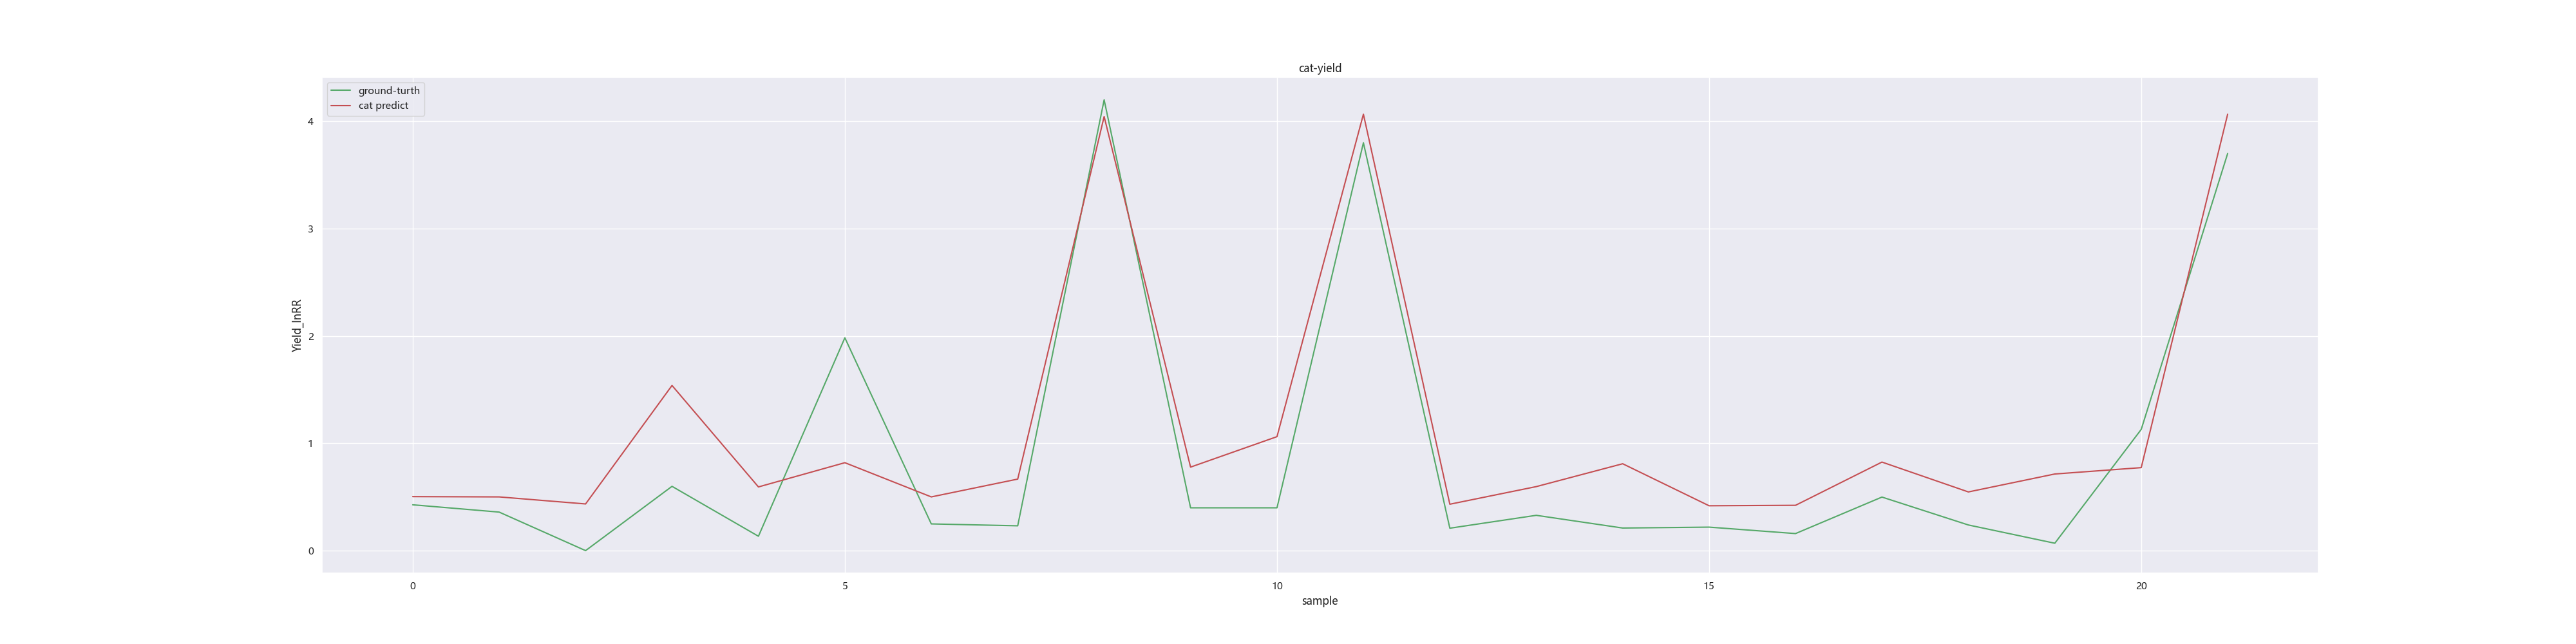 cat-yield
ground-turth
cat predict
4
3
2
1
0
Yield_lnRR
0 5 10 15 20
sample